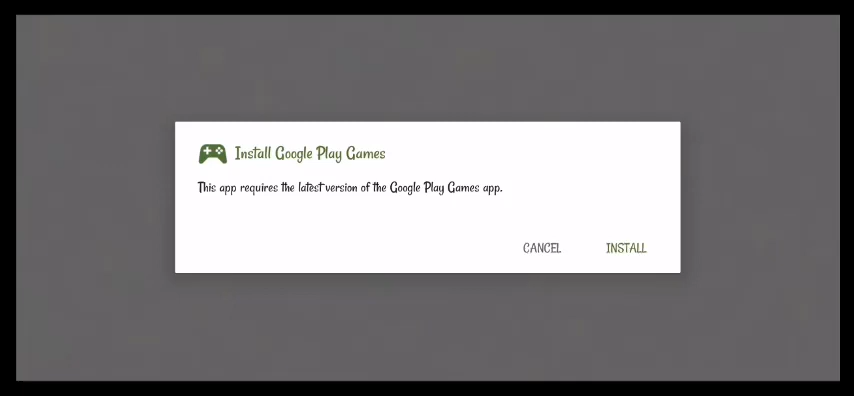 Install Google Play Games
This app requires the latest version of the Google Play Games app.
CANCEL INSTALL